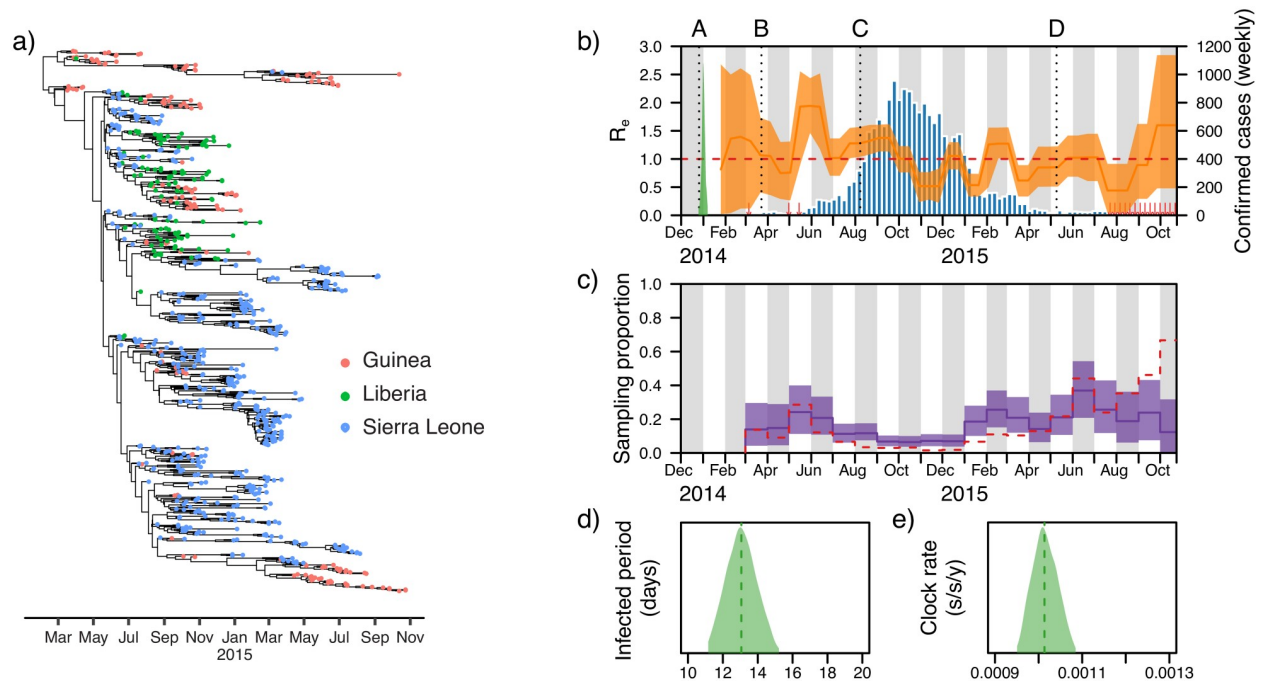 a)
Guinea
Liberia
Sierra Leone
Mar May Jul Sep Nov Jan Mar May Jul Sep Nov
2015
b)
A B C D
3.0
2.5
2.0
1.5
1.0
0.5
0.0
Re
1200
1000
800
600
400
200
0
Confirmed cases (weekly)
Dec Feb Apr Jun Aug Oct Dec Feb Apr Jun Aug Oct
2014 2015
c)
1.0
0.8
0.6
0.4
0.2
0.0
Sampling proportion
Dec Feb Apr Jun Aug Oct Dec Feb Apr Jun Aug Oct
2014 2015
d)
Infected period
(days)
10 12 14 16 18 20
e)
Clock rate
(s/s/y)
0.0009 0.0011 0.0013